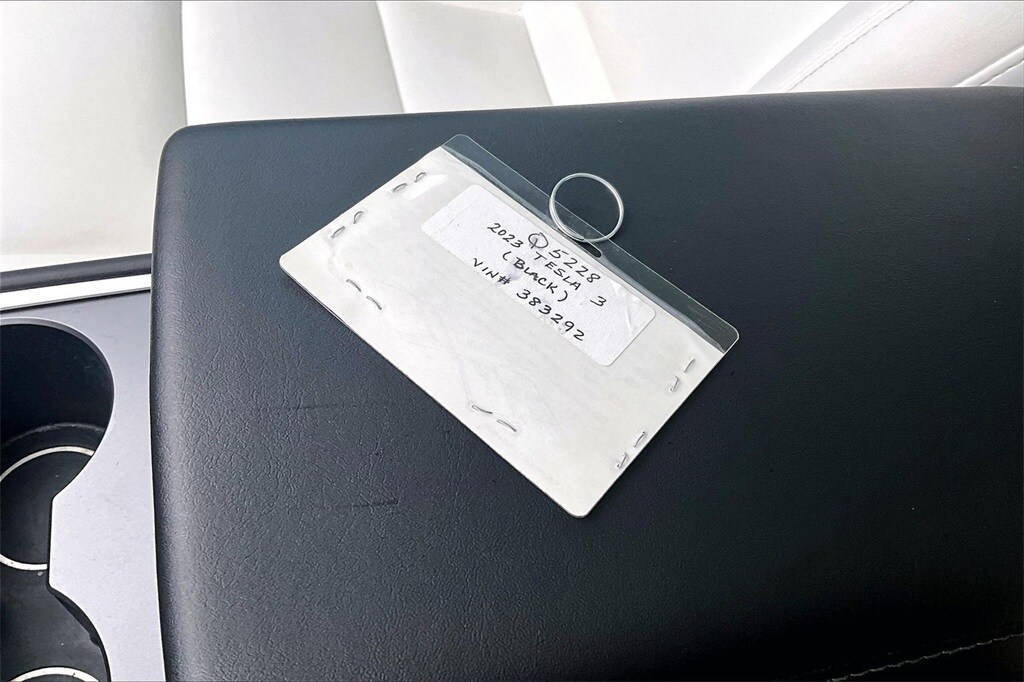 Q5228
2023 TESLA 3
(BLACK)
VIN# 383292